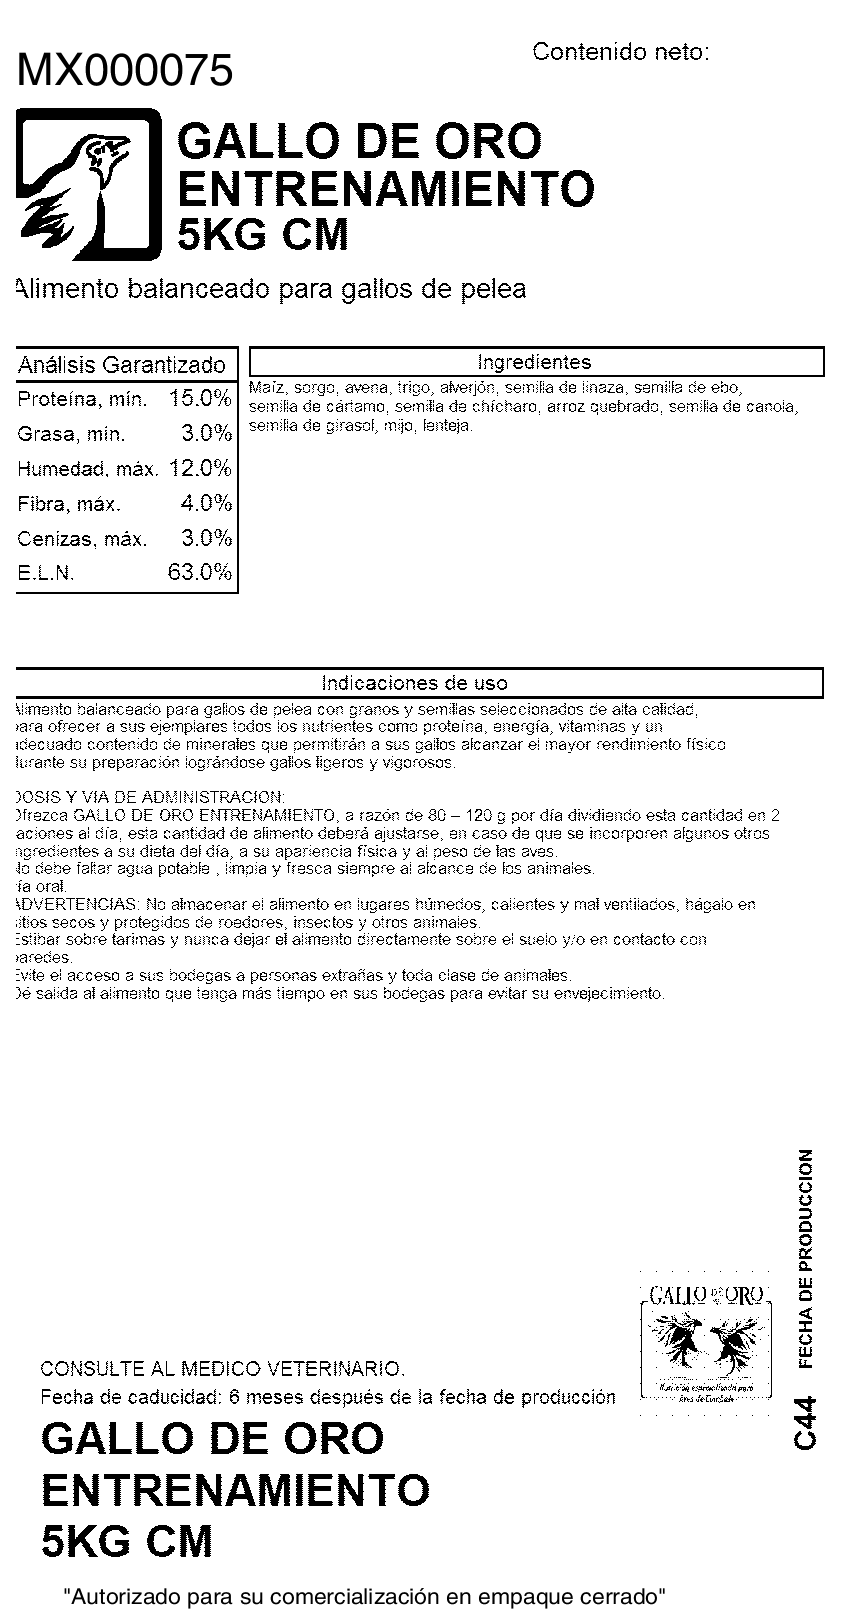 Contenido neto:
MX000075
GALLO DE ORO
ENTRENAMIENTO
5KG CM
Alimento balanceado para gallos de pelea
Análisis Garantizado
Proteína, mín. 15.0%
Grasa, mín. 3.0%
Humedad, máx. 12.0%
Fibra, máx. 4.0%
Cenizas, máx. 3.0%
E.L.N. 63.0%
Ingredientes
Maíz, sorgo, avena, trigo, alverjón, semilla de linaza, semilla de ebo,
semilla de cártamo, semilla de chícharo, arroz quebrado, semilla de canola,
semilla de girasol, mijo, lenteja.
Indicaciones de uso
Alimento balanceado para gallos de pelea con granos y semillas seleccionados de alta calidad,
para ofrecer a sus ejemplares todos los nutrientes como proteína, energía, vitaminas y un
adecuado contenido de minerales que permitirán a sus gallos alcanzar el mayor rendimiento físico
durante su preparación lográndose gallos ligeros y vigorosos.
DOSIS Y VIA DE ADMINISTRACION:
Ofrezca GALLO DE ORO ENTRENAMIENTO, a razón de 80 – 120 g por día dividiendo esta cantidad en 2
raciones al día, esta cantidad de alimento deberá ajustarse, en caso de que se incorporen algunos otros
ingredientes a su dieta del día, a su apariencia física y al peso de las aves.
No debe faltar agua potable , limpia y fresca siempre al alcance de los animales.
Vía oral.
ADVERTENCIAS: No almacenar el alimento en lugares húmedos, calientes y mal ventilados, hágalo en
sitios secos y protegidos de roedores, insectos y otros animales.
Estibar sobre tarimas y nunca dejar el alimento directamente sobre el suelo y/o en contacto con
paredes.
Evite el acceso a sus bodegas a personas extrañas y toda clase de animales.
Dé salida al alimento que tenga más tiempo en sus bodegas para evitar su envejecimiento.
C44 FECHA DE PRODUCCION
GALLO DE ORO
Nutrición especializada para
Aves de Combate
CONSULTE AL MEDICO VETERINARIO.
Fecha de caducidad: 6 meses después de la fecha de producción
GALLO DE ORO
ENTRENAMIENTO
5KG CM
"Autorizado para su comercialización en empaque cerrado"